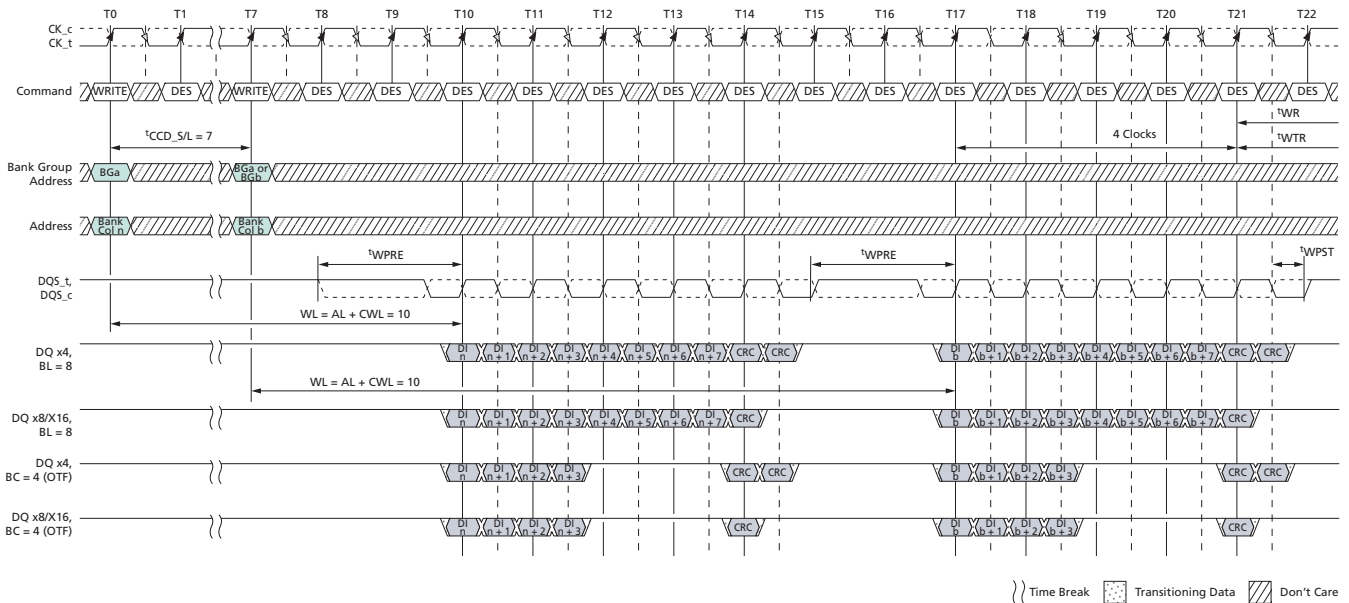 T0 T1 T7 T8 T9 T10 T11 T12 T13 T14 T15 T16 T17 T18 T19 T20 T21 T22
CK_c
CK_t
Command WRITE DES WRITE DES DES DES DES DES DES DES DES DES DES DES DES DES DES DES
tWR
tCCD_S/L = 7
4 Clocks
tWTR
Bank Group
Address
BGa
BGa or
BGb
Address
Bank
Col n
Bank
Col b
tWPRE
tWPRE
tWPST
DQS_t,
DQS_c
WL = AL + CWL = 10
DQ x4,
BL = 8
DI DI DI DI DI DI DI DI CRC CRC DI DI DI DI DI DI DI DI CRC CRC
n n + 1 n + 2 n + 3 n + 4 n + 5 n + 6 n + 7 b b + 1 b + 2 b + 3 b + 4 b + 5 b + 6 b + 7
WL = AL + CWL = 10
DQ x8/X16,
BL = 8
DI DI DI DI DI DI DI DI CRC DI DI DI DI DI DI DI DI CRC
n n + 1 n + 2 n + 3 n + 4 n + 5 n + 6 n + 7 b b + 1 b + 2 b + 3 b + 4 b + 5 b + 6 b + 7
DQ x4,
BC = 4 (OTF)
DI DI DI DI CRC CRC DI DI DI DI CRC CRC
n n + 1 n + 2 n + 3 b b + 1 b + 2 b + 3
DQ x8/X16,
BC = 4 (OTF)
DI DI DI DI CRC DI DI DI DI CRC
n n + 1 n + 2 n + 3 b b + 1 b + 2 b + 3
Time Break Transitioning Data Don't Care